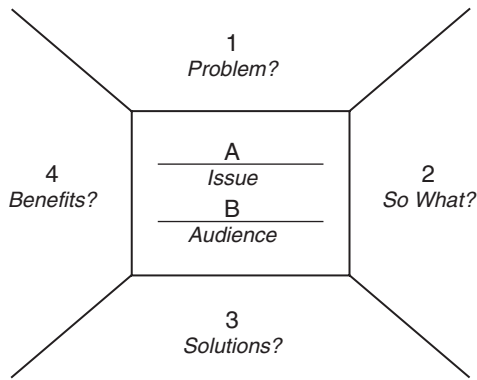 1
Problem?
A
Issue
4
Benefits?
2
So What?
B
Audience
3
Solutions?